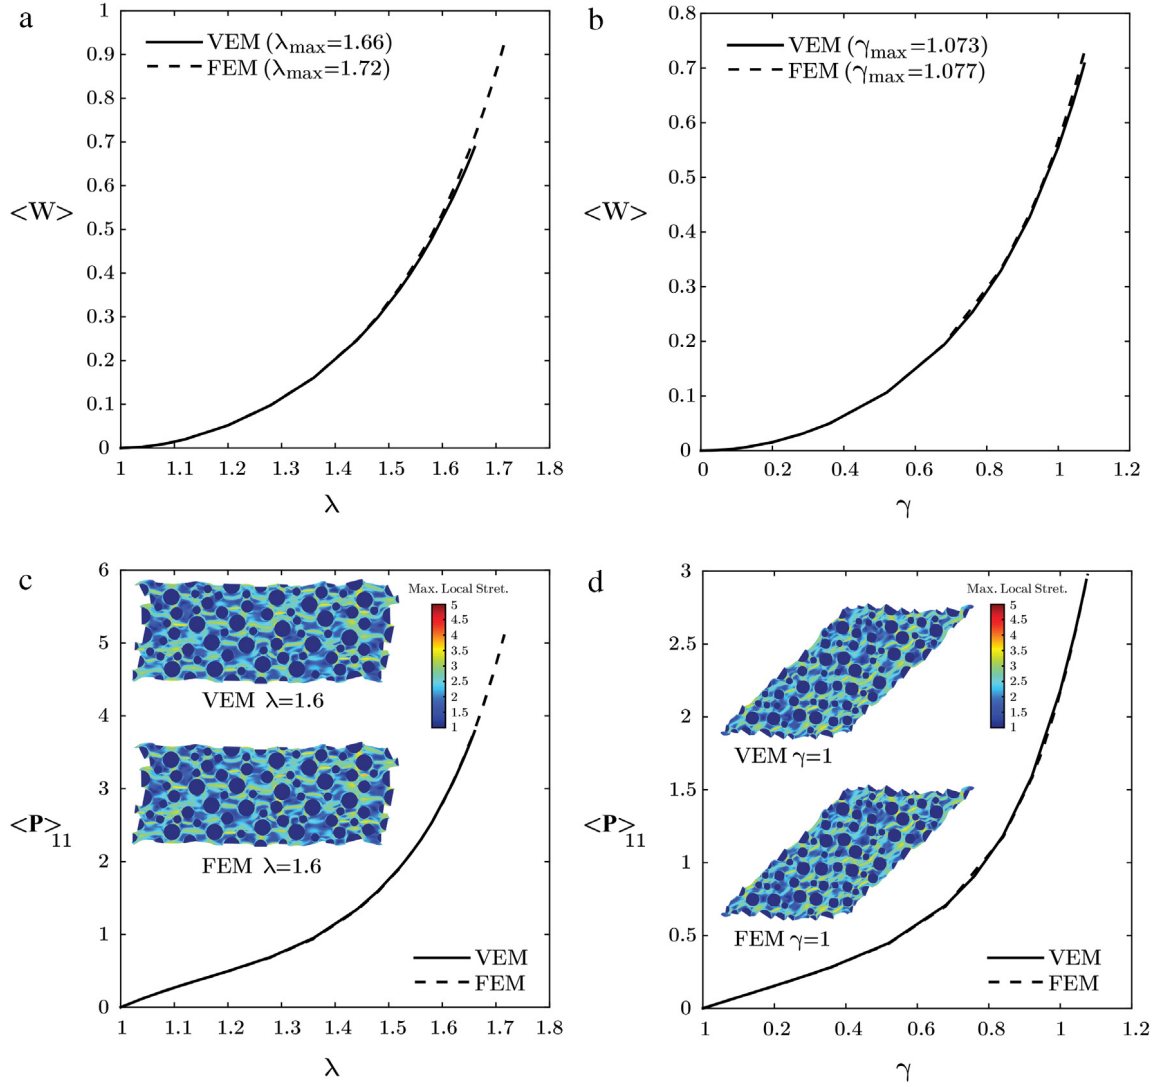 a
1
0.9
0.8
0.7
0.6
0.5
0.4
0.3
0.2
0.1
0
VEM (λmax=1.66)
FEM (λmax=1.72)
<W>
1 1.1 1.2 1.3 1.4 1.5 1.6 1.7 1.8
λ
b
0.8
0.7
0.6
0.5
0.4
0.3
0.2
0.1
0
VEM (γmax=1.073)
FEM (γmax=1.077)
<W>
0 0.2 0.4 0.6 0.8 1 1.2
γ
c
6
5
4
3
2
1
0
Max. Local Stret.
5
4.5
4
3.5
3
2.5
2
1.5
1
VEM λ=1.6
FEM λ=1.6
<P>11
VEM
FEM
1 1.1 1.2 1.3 1.4 1.5 1.6 1.7 1.8
λ
d
3
2.5
2
1.5
1
0.5
0
Max. Local Stret.
5
4.5
4
3.5
3
2.5
2
1.5
1
VEM γ=1
FEM γ=1
<P>11
VEM
FEM
1 0.2 0.4 0.6 0.8 1 1.2
γ